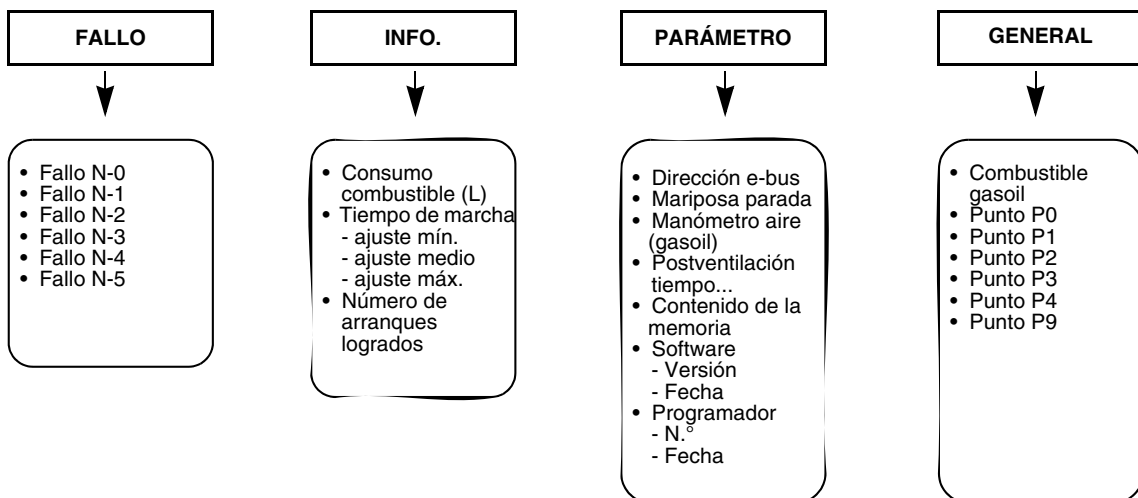 FALLO
• Fallo N-0
• Fallo N-1
• Fallo N-2
• Fallo N-3
• Fallo N-4
• Fallo N-5
INFO.
• Consumo
combustible (L)
• Tiempo de marcha
- ajuste mín.
- ajuste medio
- ajuste máx.
• Número de
arranques
logrados
PARÁMETRO
• Dirección e-bus
• Mariposa parada
• Manómetro aire
(gasoil)
• Postventilación
tiempo...
• Contenido de la
memoria
• Software
- Versión
- Fecha
• Programador
- N.°
- Fecha
GENERAL
• Combustible
gasoil
• Punto P0
• Punto P1
• Punto P2
• Punto P3
• Punto P4
• Punto P9